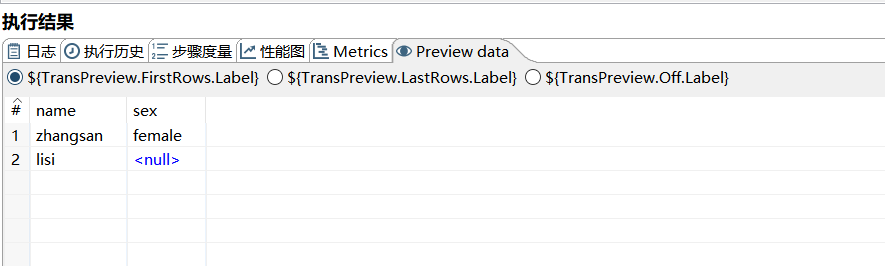 执行结果
日志 执行历史 步骤度量 性能图 Metrics Preview data
${TransPreview.FirstRows.Label} ${TransPreview.LastRows.Label} ${TransPreview.Off.Label}
# name sex
1 zhangsan female
2 lisi <null>